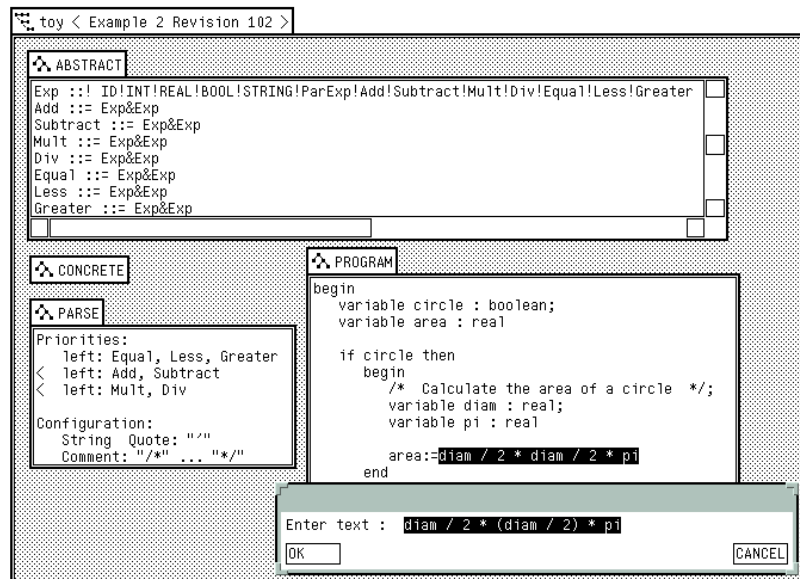 toy < Example 2 Revision 102 >
ABSTRACT
Exp ::! ID!INT!REAL!BOOL!STRING!ParExp!Add!Subtract!Mult!Div!Equal!Less!Greater
Add ::= Exp&Exp
Subtract ::= Exp&Exp
Mult ::= Exp&Exp
Div ::= Exp&Exp
Equal ::= Exp&Exp
Less ::= Exp&Exp
Greater ::= Exp&Exp
CONCRETE
PARSE
Priorities:
left: Equal, Less, Greater
< left: Add, Subtract
< left: Mult, Div
Configuration:
String Quote: "'"
Comment: "/*" ... "*/"
PROGRAM
begin
variable circle : boolean;
variable area : real
if circle then
begin
/* Calculate the area of a circle */;
variable diam : real;
variable pi : real
area:=diam / 2 * diam / 2 * pi
end
Enter text : diam / 2 * (diam / 2) * pi
OK
CANCEL